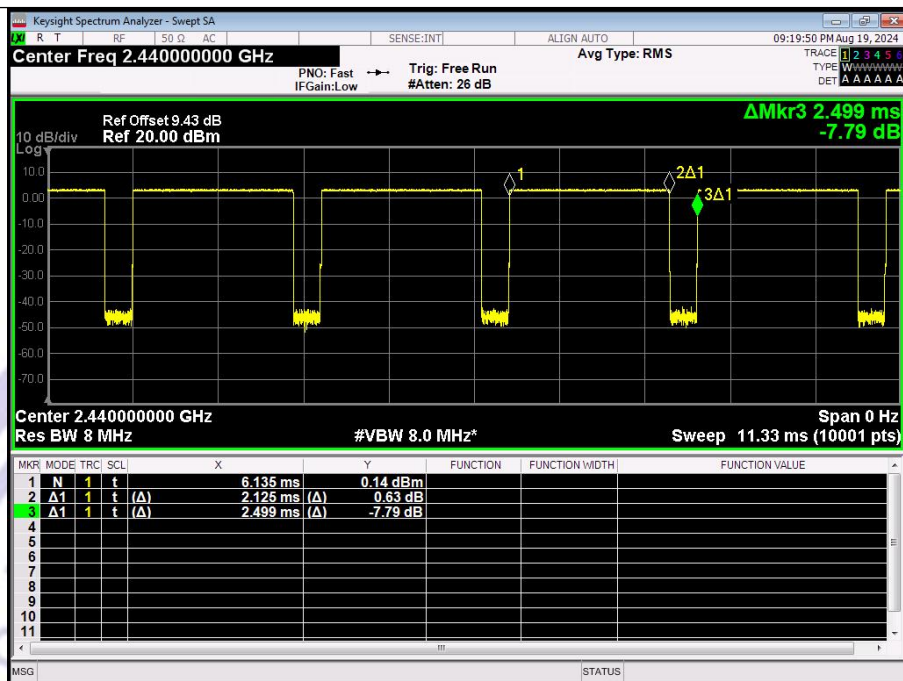 Keysight Spectrum Analyzer - Swept SA
LXI R T RF 50 Ω AC SENSE:INT ALIGN AUTO 09:19:50 PM Aug 19, 2024
Center Freq 2.440000000 GHz Avg Type: RMS TRACE 1 2 3 4 5 6
PNO: Fast Trig: Free Run TYPE WWWWWW
IFGain:Low #Atten: 26 dB DET A A A A A A
ΔMkr3 2.499 ms
-7.79 dB
Ref Offset 9.43 dB
10 dB/div Ref 20.00 dBm
Log
10.0
0.00
-10.0
-20.0
-30.0
-40.0
-50.0
-60.0
-70.0
1
2Δ1
3Δ1
Center 2.440000000 GHz Span 0 Hz
Res BW 8 MHz #VBW 8.0 MHz* Sweep 11.33 ms (10001 pts)
MKR MODE TRC SCL X Y FUNCTION FUNCTION WIDTH FUNCTION VALUE
1 N 1 t 6.135 ms 0.14 dBm
2 Δ1 1 t (Δ) 2.125 ms (Δ) 0.63 dB
3 Δ1 1 t (Δ) 2.499 ms (Δ) -7.79 dB
4
5
6
7
8
9
10
11
MSG STATUS